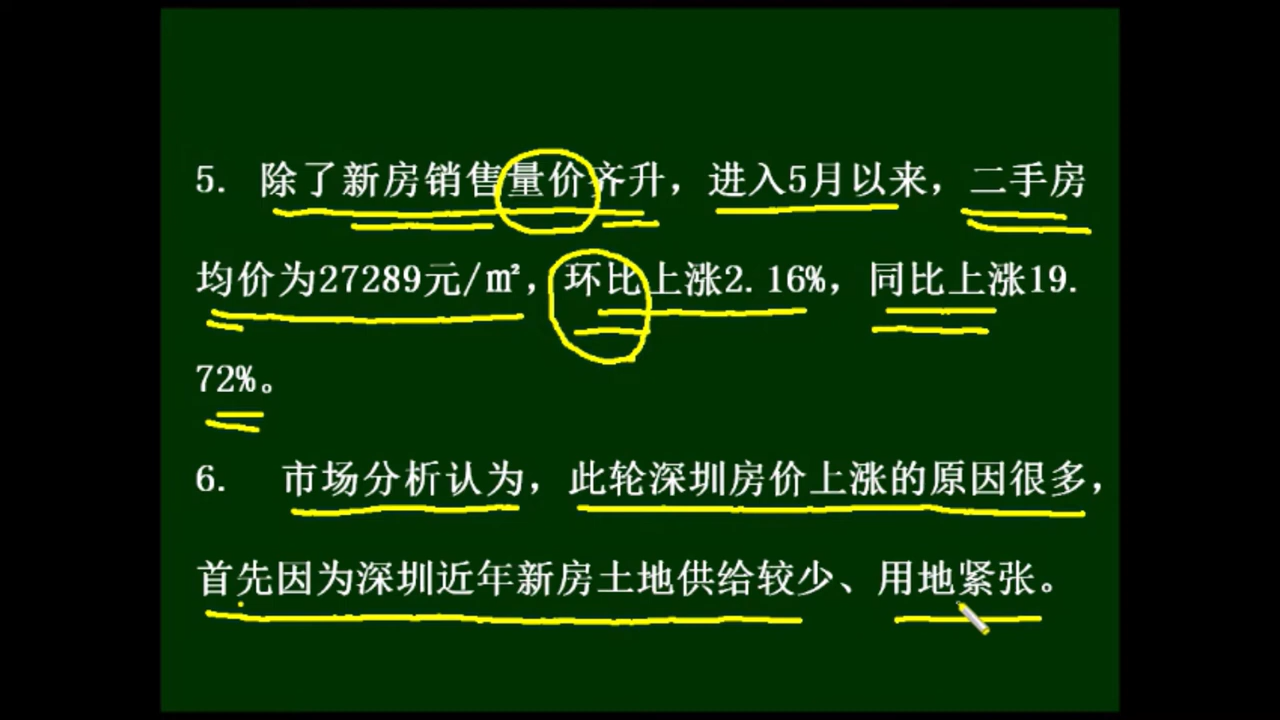 5. 除了新房销售量价齐升，进入5月以来，二手房
均价为27289元/㎡，环比上涨2.16%，同比上涨19.
72%。
6. 市场分析认为，此轮深圳房价上涨的原因很多，
首先因为深圳近年新房土地供给较少、用地紧张。